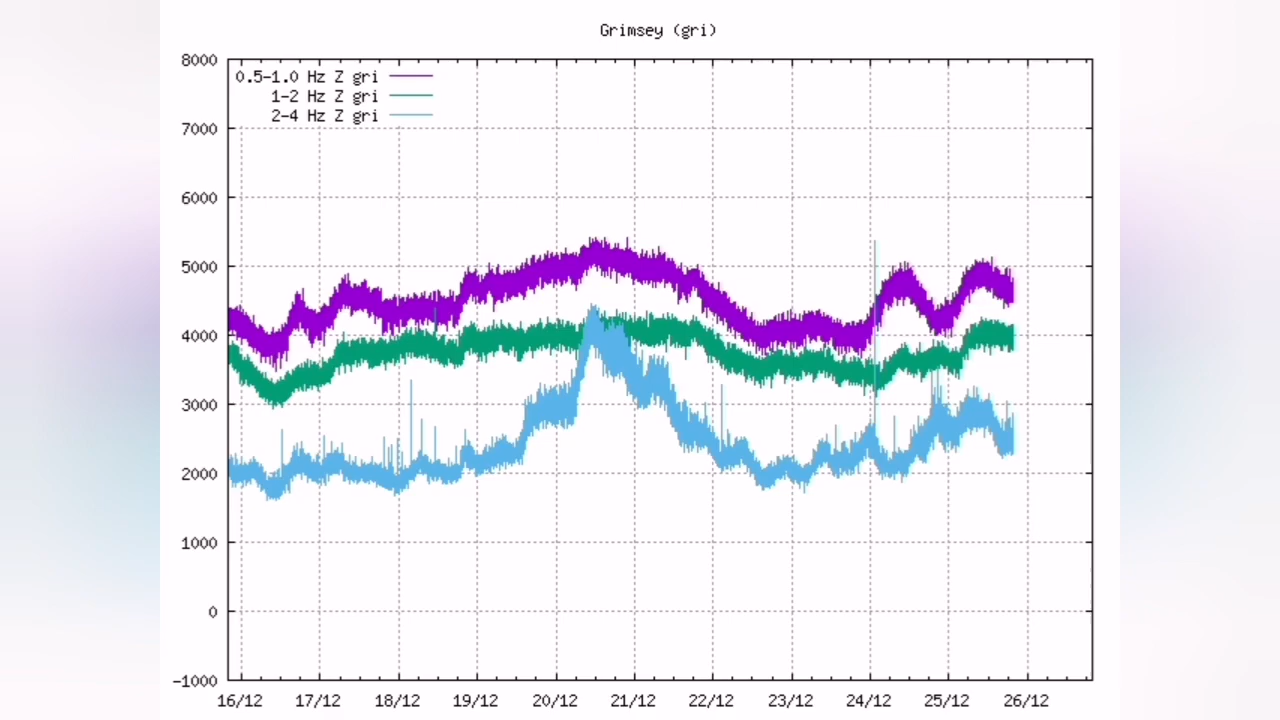 Grimsey (gri)
8000
0.5-1.0 Hz Z gri
1-2 Hz Z gri
2-4 Hz Z gri
7000
6000
5000
4000
3000
2000
1000
0
-1000
16/12 17/12 18/12 19/12 20/12 21/12 22/12 23/12 24/12 25/12 26/12